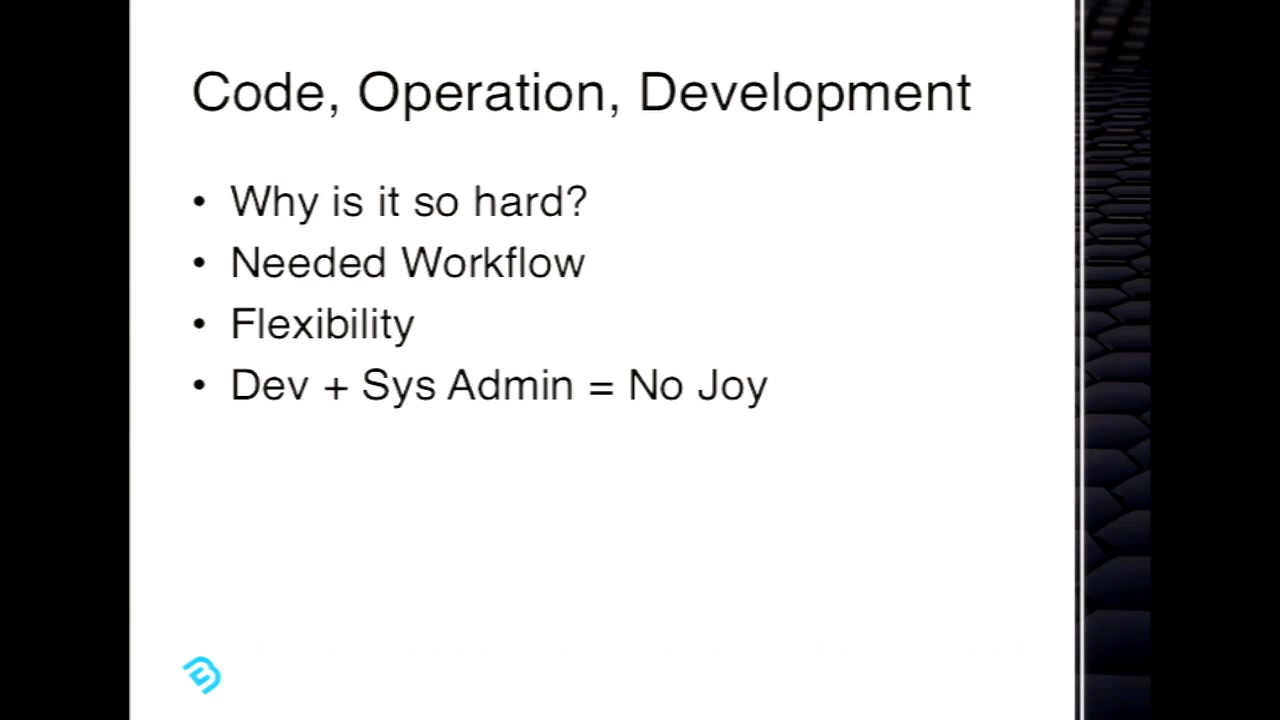 Code, Operation, Development
• Why is it so hard?
• Needed Workflow
• Flexibility
• Dev + Sys Admin = No Joy